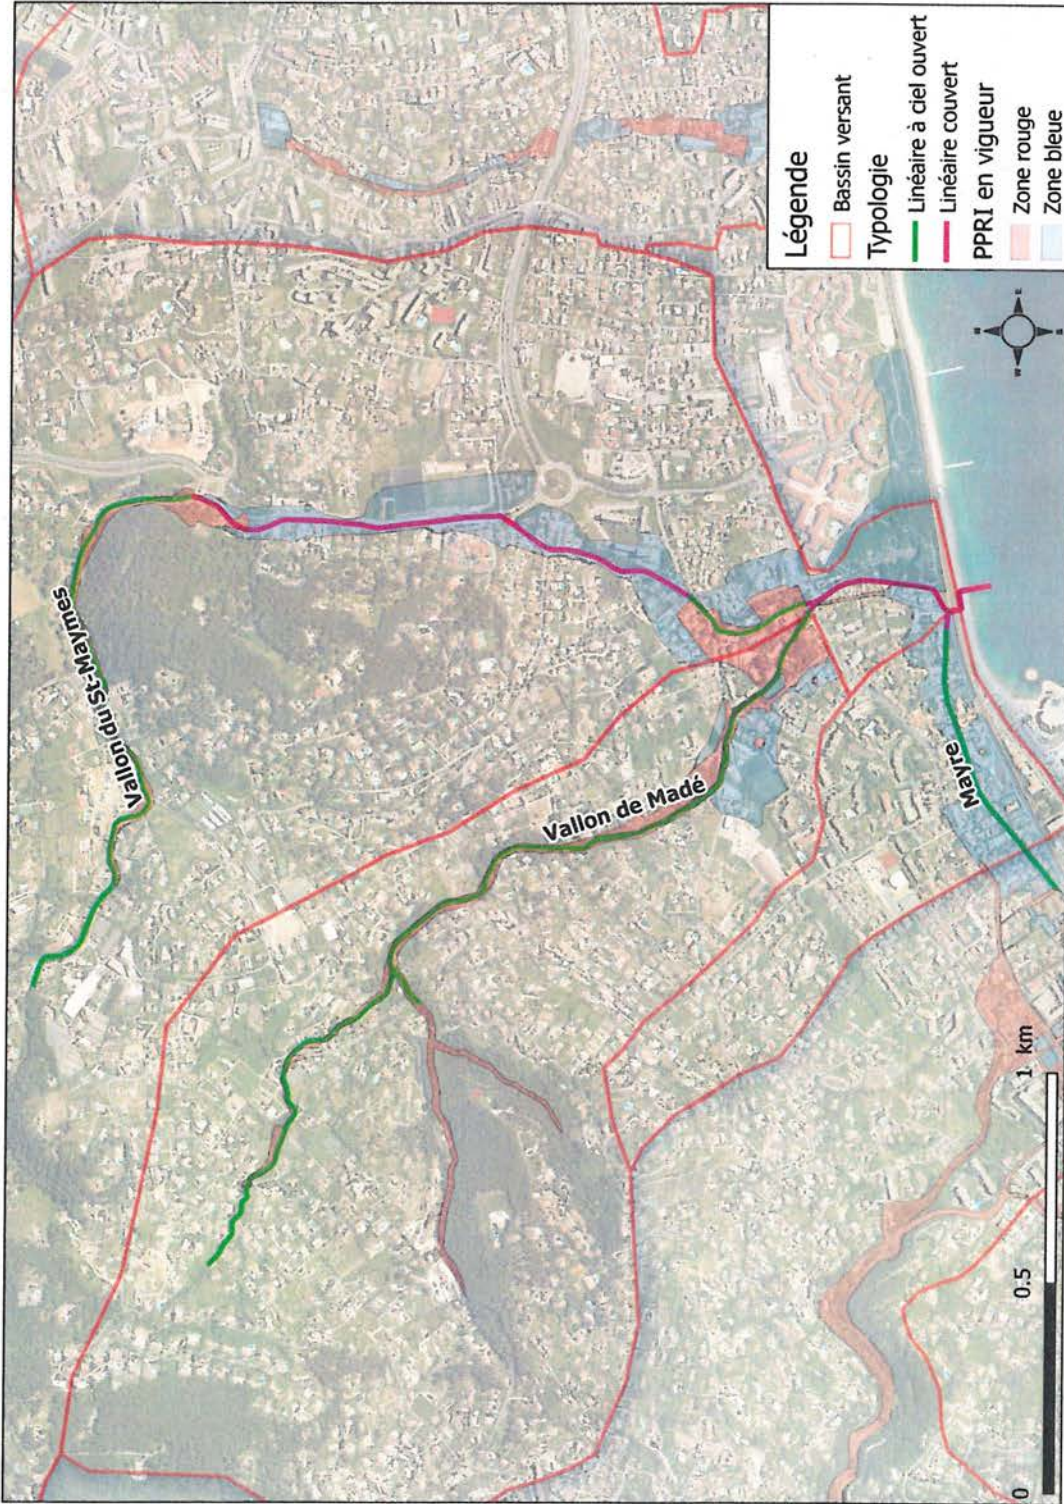 Vallon du St-Maymes
Vallon de Madé
Mayre
Légende
Bassin versant
Typologie
Linéaire à ciel ouvert
Linéaire couvert
PPRI en vigueur
Zone rouge
Zone bleue
N
W E
S
0 0.5 1 km